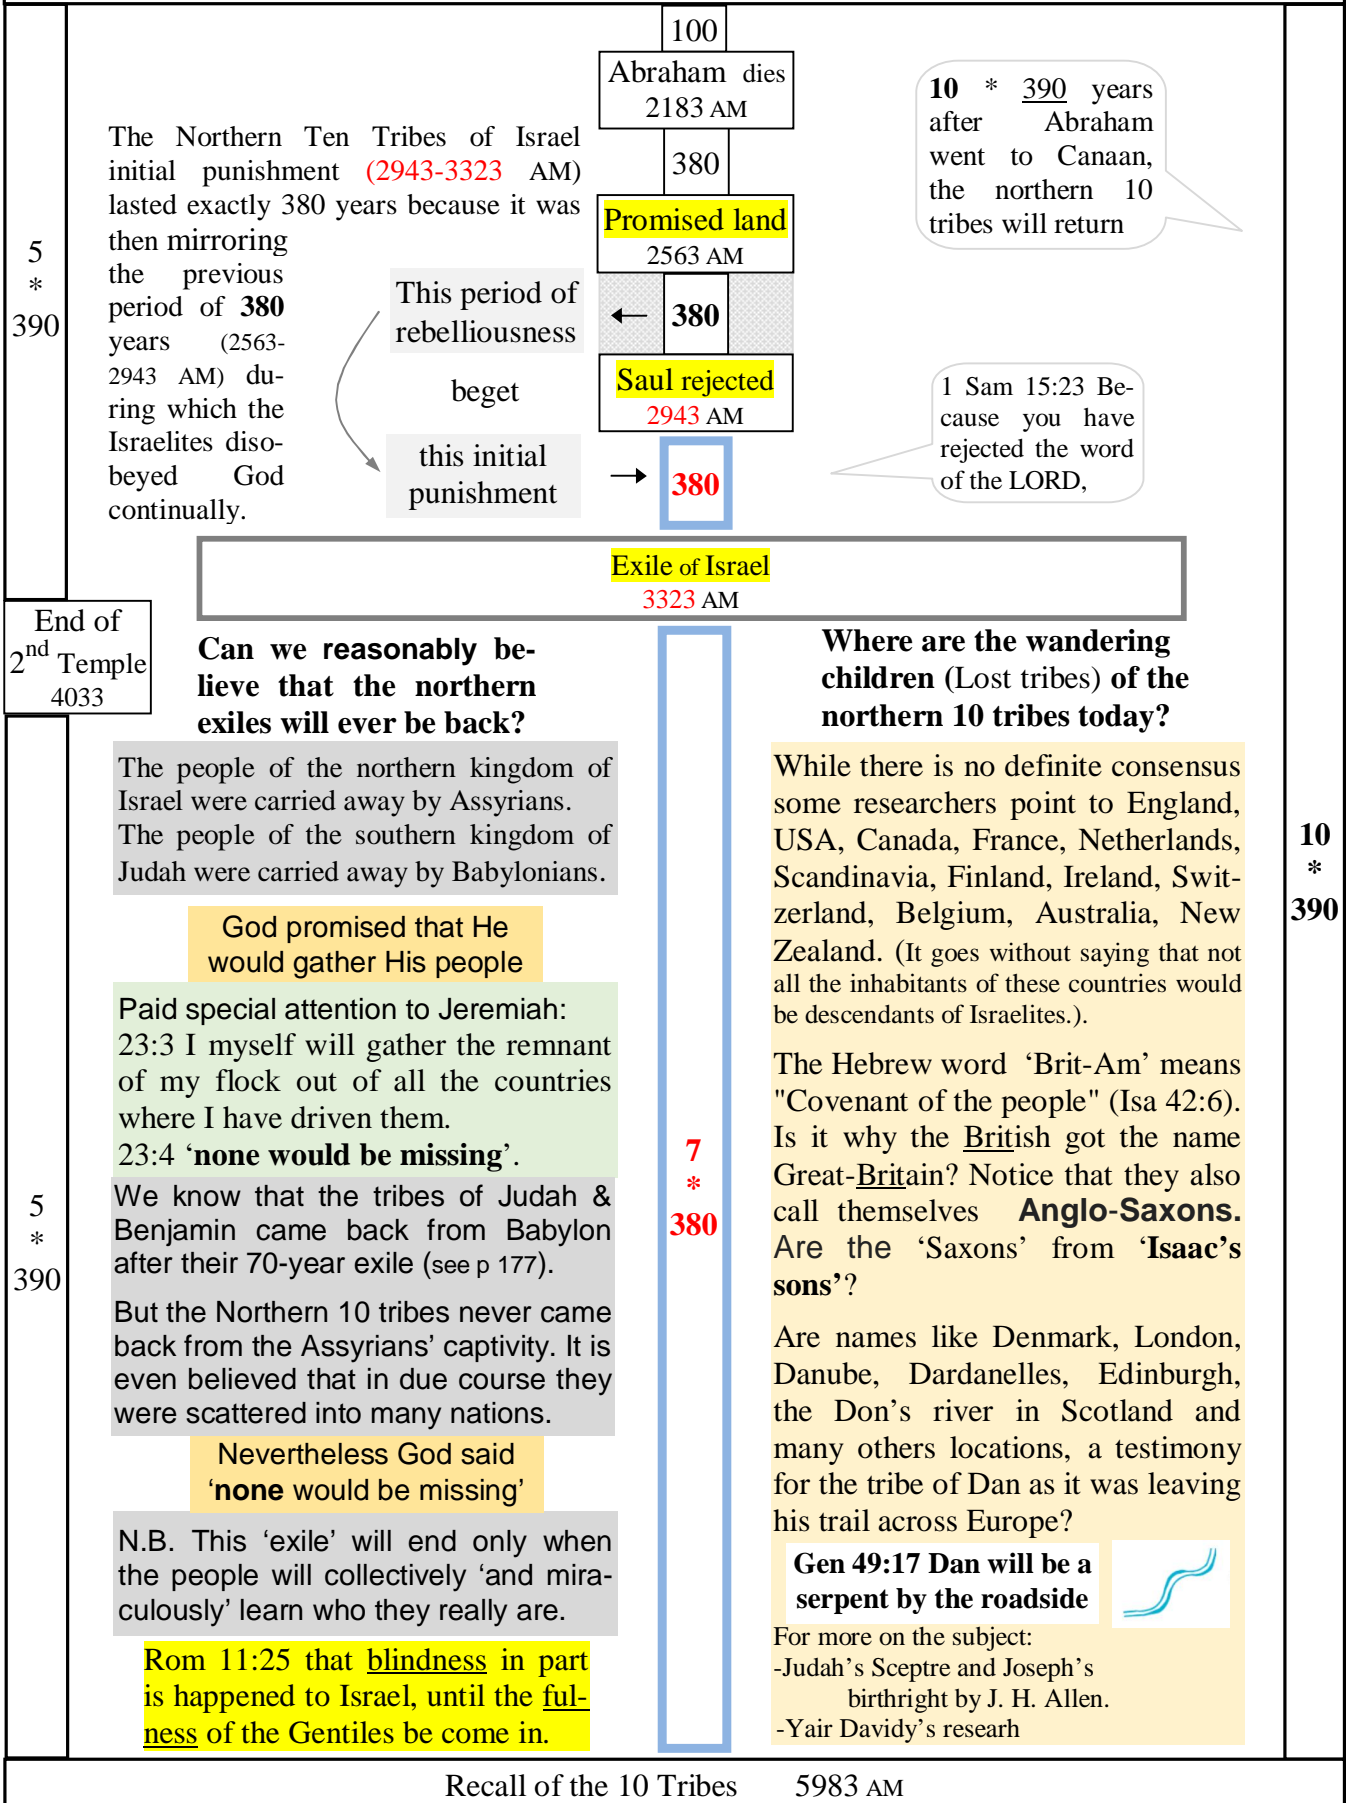 100
Abraham dies
2183 AM
380
Promised land
2563 AM
380
Saul rejected
2943 AM
380
10 * 390 years
after Abraham
went to Canaan,
the northern 10
tribes will return
The Northern Ten Tribes of Israel
initial punishment (2943-3323 AM)
lasted exactly 380 years because it was
then mirroring
the previous
period of 380
years (2563-
2943 AM) du-
ring which the
Israelites diso-
beyed God
continually.
This period of
rebelliousness
beget
this initial
punishment
1 Sam 15:23 Be-
cause you have
rejected the word
of the LORD,
5
*
390
Exile of Israel
3323 AM
End of
2nd Temple
4033
5
*
390
Can we reasonably be-
lieve that the northern
exiles will ever be back?
The people of the northern kingdom of
Israel were carried away by Assyrians.
The people of the southern kingdom of
Judah were carried away by Babylonians.
God promised that He
would gather His people
Paid special attention to Jeremiah:
23:3 I myself will gather the remnant
of my flock out of all the countries
where I have driven them.
23:4 ‘none would be missing’.
We know that the tribes of Judah &
Benjamin came back from Babylon
after their 70-year exile (see p 177).
But the Northern 10 tribes never came
back from the Assyrians’ captivity. It is
even believed that in due course they
were scattered into many nations.
Nevertheless God said
‘none would be missing’
N.B. This ‘exile’ will end only when
the people will collectively ‘and mira-
culously’ learn who they really are.
Rom 11:25 that blindness in part
is happened to Israel, until the ful-
ness of the Gentiles be come in.
7
*
380
Where are the wandering
children (Lost tribes) of the
northern 10 tribes today?
While there is no definite consensus
some researchers point to England,
USA, Canada, France, Netherlands,
Scandinavia, Finland, Ireland, Swit-
zerland, Belgium, Australia, New
Zealand. (It goes without saying that not
all the inhabitants of these countries would
be descendants of Israelites.).
The Hebrew word ‘Brit-Am’ means
"Covenant of the people" (Isa 42:6).
Is it why the British got the name
Great-Britain? Notice that they also
call themselves Anglo-Saxons.
Are the ‘Saxons’ from ‘Isaac’s
sons’?
Are names like Denmark, London,
Danube, Dardanelles, Edinburgh,
the Don’s river in Scotland and
many others locations, a testimony
for the tribe of Dan as it was leaving
his trail across Europe?
Gen 49:17 Dan will be a
serpent by the roadside
For more on the subject:
-Judah’s Sceptre and Joseph’s
birthright by J. H. Allen.
-Yair Davidy’s researh
10
*
390
Recall of the 10 Tribes 5983 AM